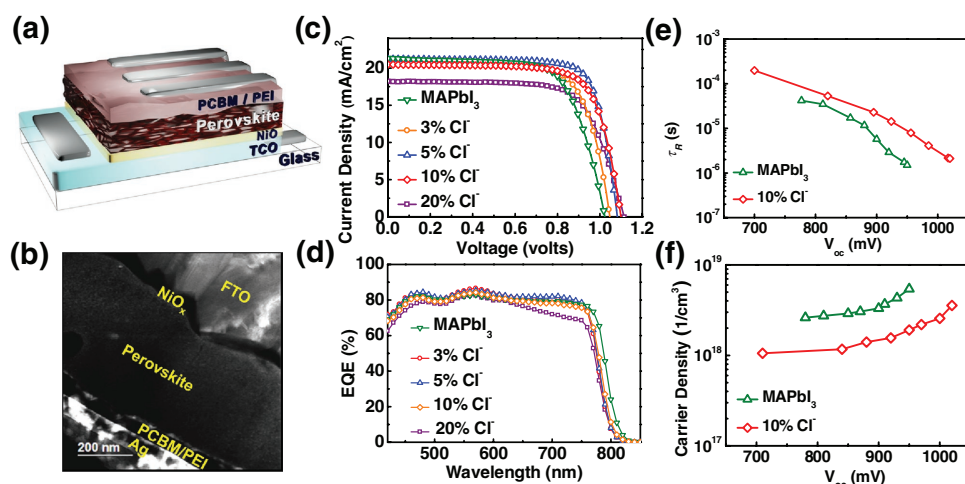 (a)
PCBM / PEI
Perovskite
NiO
TCO
Glass
(b)
FTO
NiOₓ
Perovskite
PCBM/PEI
Ag
200 nm
(c)
Current Density (mA/cm²)
25
20
15
10
5
0
MAPbI₃
3% Cl⁻
5% Cl⁻
10% Cl⁻
20% Cl⁻
0.0 0.2 0.4 0.6 0.8 1.0 1.2
Voltage (volts)
(d)
EQE (%)
100
80
60
40
20
0
MAPbI₃
3% Cl⁻
5% Cl⁻
10% Cl⁻
20% Cl⁻
400 500 600 700 800
Wavelength (nm)
(e)
τR (s)
10⁻³
10⁻⁴
10⁻⁵
10⁻⁶
10⁻⁷
MAPbI₃
10% Cl⁻
700 800 900 1000
Voc (mV)
(f)
Carrier Density (1/cm³)
10¹⁹
10¹⁸
10¹⁷
MAPbI₃
10% Cl⁻
700 800 900 1000
(mV)